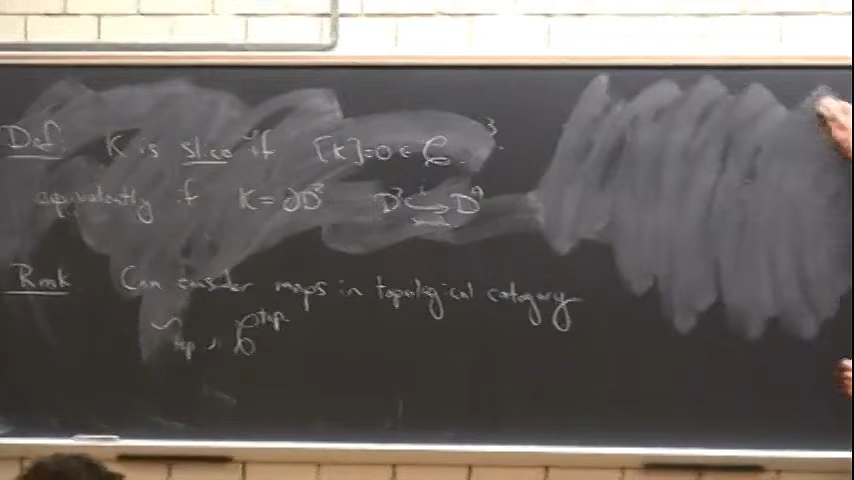 Def: K is slice if [K]=0 ∈ C.³
equivalently if K = ∂D² D² ↪ D⁴
Rmk Can consider maps in topological category
~top, C^top